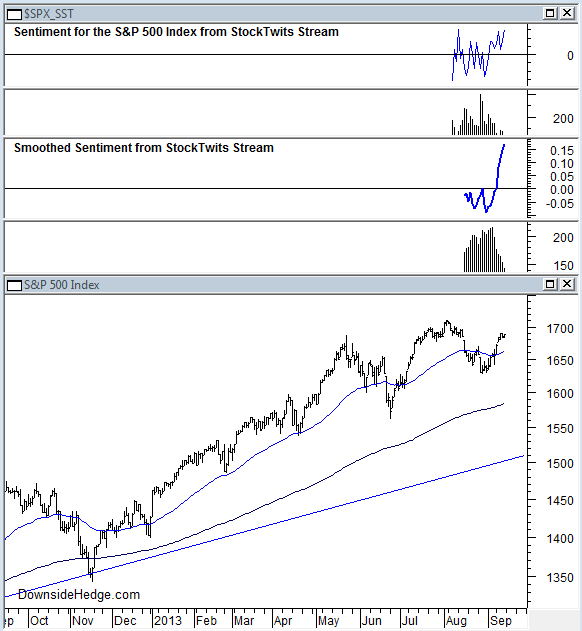 $SPX_SST
Sentiment for the S&P 500 Index from StockTwits Stream
0
200
Smoothed Sentiment from StockTwits Stream
0.15
0.10
0.05
0.00
-0.05
200
150
S&P 500 Index
1700
1650
1600
1550
1500
1450
1400
1350
DownsideHedge.com
ep Oct Nov Dec 2013 Feb Mar Apr May Jun Jul Aug Sep